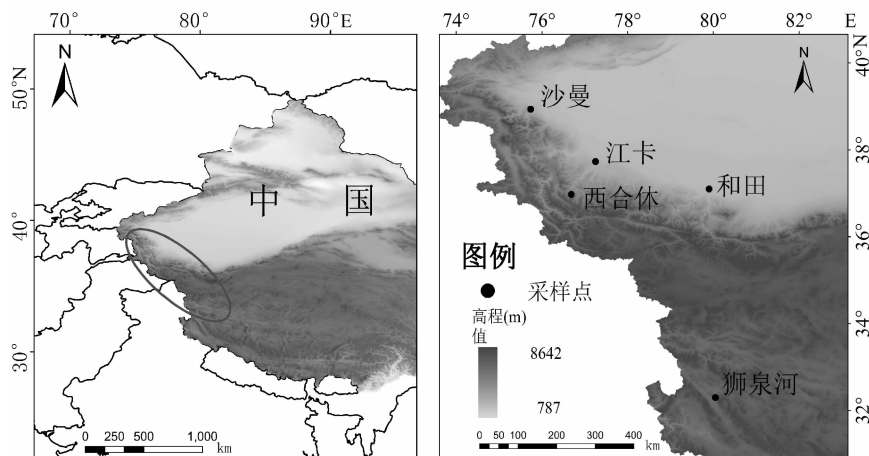 70°
80°
90°E
N
50°N
40°
30°
中 国
0 250 500 1,000
km
74°
76°
78°
80°
82°
E
N
40°N
38°
36°
34°
32°
沙曼
江卡
西合休
和田
狮泉河
图例
采样点
高程(m)
值
8642
787
0 50 100 200 300 400
km